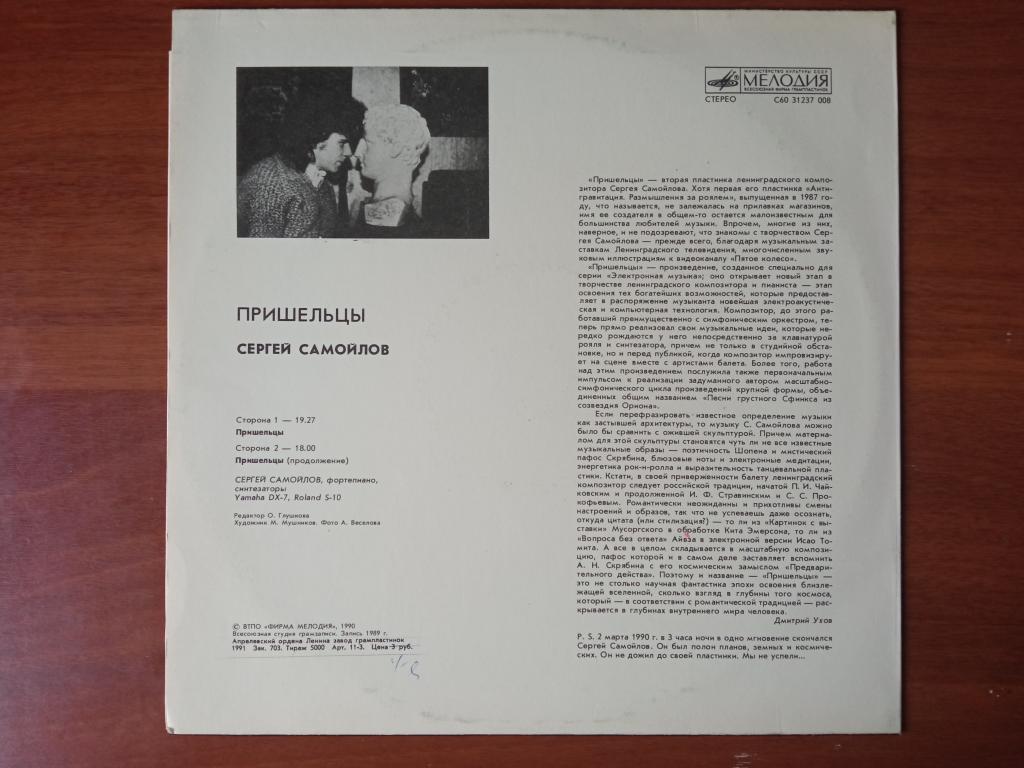 МИНИСТЕРСТВО КУЛЬТУРЫ СССР
МЕЛОДИЯ
ВСЕСОЮЗНАЯ ФИРМА ГРАМПЛАСТИНОК
СТЕРЕО С60 31237 008
ПРИШЕЛЬЦЫ
СЕРГЕЙ САМОЙЛОВ
Сторона 1 — 19.27
Пришельцы
Сторона 2 — 18.00
Пришельцы (продолжение)
СЕРГЕЙ САМОЙЛОВ, фортепиано,
синтезаторы
Yamaha DX-7, Roland S-10
Редактор О. Глушкова
Художник М. Мушников. Фото А. Веселова
© ВТПО «ФИРМА МЕЛОДИЯ», 1990
Всесоюзная студия грамзаписи. Запись 1989 г.
Апрелевский ордена Ленина завод грампластинок
1991 Зак. 703. Тираж 5000 Арт. 11-3. Цена 3 руб.
«Пришельцы» — вторая пластинка ленинградского компо-
зитора Сергея Самойлова. Хотя первая его пластинка «Анти-
гравитация. Размышления за роялем», выпущенная в 1987 го-
ду, что называется, не залежалась на прилавках магазинов,
имя ее создателя в общем-то остается малоизвестным для
большинства любителей музыки. Впрочем, многие из них,
наверное, и не подозревают, что знакомы с творчеством Сер-
гея Самойлова — прежде всего, благодаря музыкальным за-
ставкам Ленинградского телевидения, многочисленным зву-
ковым иллюстрациям к видеоканалу «Пятое колесо».
«Пришельцы» — произведение, созданное специально для
серии «Электронная музыка»; оно открывает новый этап в
творчестве ленинградского композитора и пианиста — этап
освоения тех богатейших возможностей, которые предостав-
ляет в распоряжение музыканта новейшая электроакустиче-
ская и компьютерная технология. Композитор, до этого ра-
ботавший преимущественно с симфоническим оркестром, те-
перь прямо реализовал свои музыкальные идеи, которые не-
редко рождаются у него непосредственно за клавиатурой
рояля и синтезатора, причем не только в студийной обста-
новке, но и перед публикой, когда композитор импровизиру-
ет на сцене вместе с артистами балета. Более того, работа
над этим произведением послужила также первоначальным
импульсом к реализации задуманного автором масштабно-
симфонического цикла произведений крупной формы, объе-
диненных общим названием «Песни грустного Сфинкса из
созвездия Ориона».
Если перефразировать известное определение музыки
как застывшей архитектуры, то музыку С. Самойлова можно
было бы сравнить с ожившей скульптурой. Причем материа-
лом для этой скульптуры становятся чуть ли не все известные
музыкальные образы — поэтичность Шопена и мистический
пафос Скрябина, блюзовые ноты и электронные медитации,
энергетика рок-н-ролла и выразительность танцевальной пла-
стики. Кстати, в своей приверженности балету ленинградский
композитор следует российской традиции, начатой П. И. Чай-
ковским и продолженной И. Ф. Стравинским и С. С. Про-
кофьевым. Романтически неожиданны и прихотливы смены
настроений и образов, так что не успеваешь даже осознать,
откуда цитата (или стилизация?) — то ли из «Картинок с вы-
ставки» Мусоргского в обработке Кита Эмерсона, то ли из
«Вопроса без ответа» Айвза в электронной версии Исао То-
мита. А все в целом складывается в масштабную компози-
цию, пафос которой и в самом деле заставляет вспомнить
А. Н. Скрябина с его космическим замыслом «Предвари-
тельного действа». Поэтому и название — «Пришельцы» —
это не столько научная фантастика эпохи освоения близле-
жащей вселенной, сколько взгляд в глубины того космоса,
который — в соответствии с романтической традицией — рас-
крывается в глубинах внутреннего мира человека.
Дмитрий Ухов
P. S. 2 марта 1990 г. в 3 часа ночи в одно мгновение скончался
Сергей Самойлов. Он был полон планов, земных и космиче-
ских. Он не дожил до своей пластинки. Мы не успели...